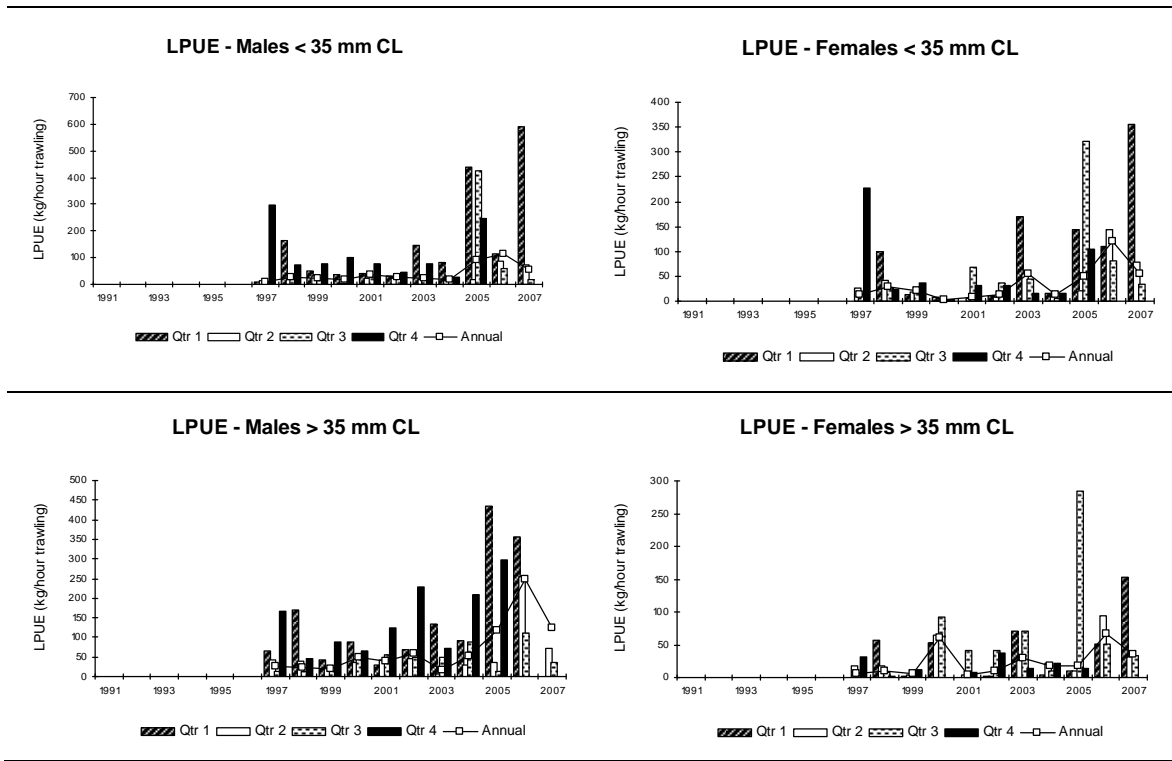 LPUE - Males < 35 mm CL
LPUE (kg/hour trawling)
700
600
500
400
300
200
100
0
1991 1993 1995 1997 1999 2001 2003 2005 2007
Qtr 1 Qtr 2 Qtr 3 Qtr 4 Annual
LPUE - Females < 35 mm CL
LPUE (kg/hour trawling)
400
350
300
250
200
150
100
50
0
1991 1993 1995 1997 1999 2001 2003 2005 2007
Qtr 1 Qtr 2 Qtr 3 Qtr 4 Annual
LPUE - Males > 35 mm CL
LPUE (kg/hour trawling)
500
450
400
350
300
250
200
150
100
50
0
1991 1993 1995 1997 1999 2001 2003 2005 2007
Qtr 1 Qtr 2 Qtr 3 Qtr 4 Annual
LPUE - Females > 35 mm CL
LPUE (kg/hour trawling)
300
250
200
150
100
50
0
1991 1993 1995 1997 1999 2001 2003 2005 2007
Qtr 1 Qtr 2 Qtr 3 Qtr 4 Annual